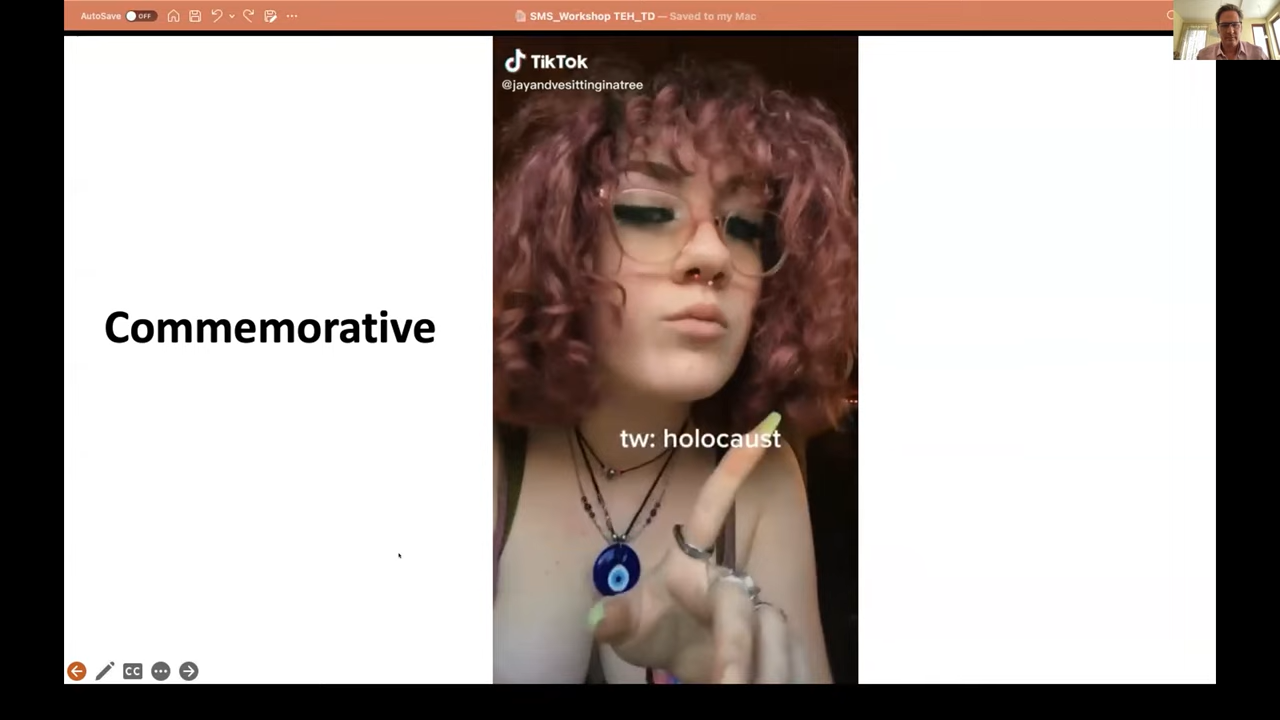 AutoSave OFF
SMS_Workshop TEH_TD — Saved to my Mac
TikTok
@jayandvesittinginatree
Commemorative
tw: holocaust
CC